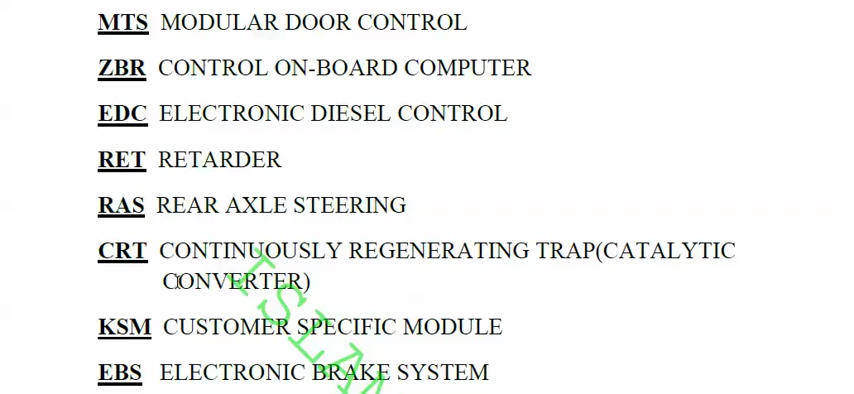 MTS MODULAR DOOR CONTROL
ZBR CONTROL ON-BOARD COMPUTER
EDC ELECTRONIC DIESEL CONTROL
RET RETARDER
RAS REAR AXLE STEERING
CRT CONTINUOUSLY REGENERATING TRAP(CATALYTIC
CONVERTER)
KSM CUSTOMER SPECIFIC MODULE
EBS ELECTRONIC BRAKE SYSTEM
ISLAM